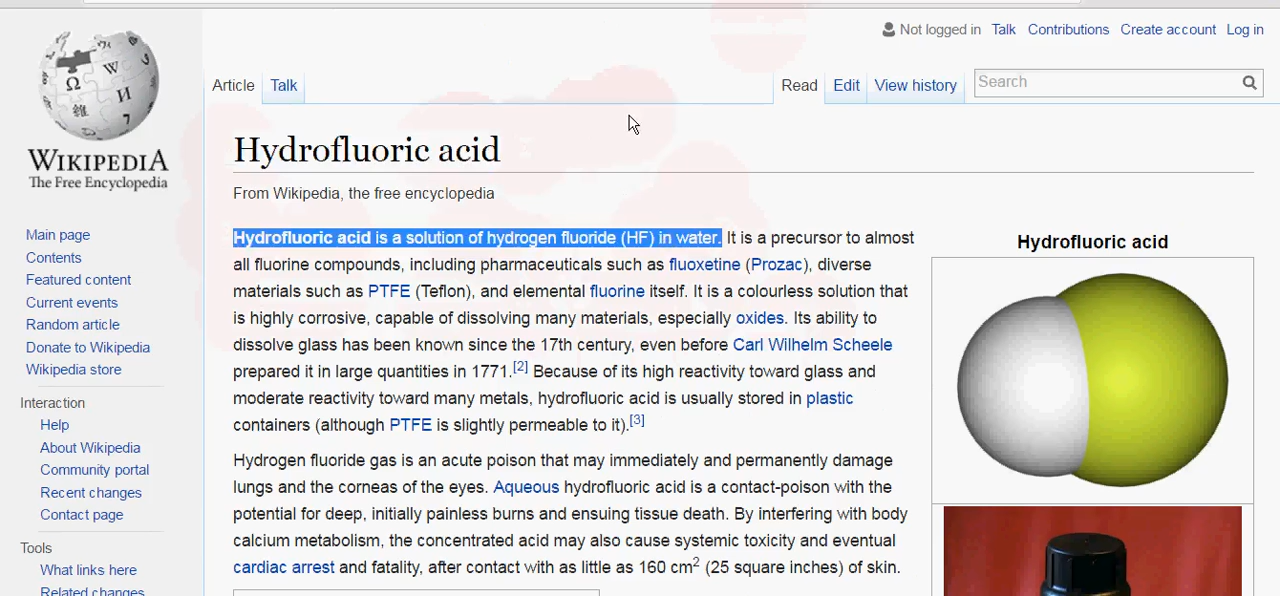 Not logged in Talk Contributions Create account Log in
Article Talk Read Edit View history Search
WIKIPEDIA
The Free Encyclopedia
Main page
Contents
Featured content
Current events
Random article
Donate to Wikipedia
Wikipedia store
Interaction
Help
About Wikipedia
Community portal
Recent changes
Contact page
Tools
What links here
Related changes
Hydrofluoric acid
From Wikipedia, the free encyclopedia
Hydrofluoric acid is a solution of hydrogen fluoride (HF) in water. It is a precursor to almost
all fluorine compounds, including pharmaceuticals such as fluoxetine (Prozac), diverse
materials such as PTFE (Teflon), and elemental fluorine itself. It is a colourless solution that
is highly corrosive, capable of dissolving many materials, especially oxides. Its ability to
dissolve glass has been known since the 17th century, even before Carl Wilhelm Scheele
prepared it in large quantities in 1771.[2] Because of its high reactivity toward glass and
moderate reactivity toward many metals, hydrofluoric acid is usually stored in plastic
containers (although PTFE is slightly permeable to it).[3]
Hydrogen fluoride gas is an acute poison that may immediately and permanently damage
lungs and the corneas of the eyes. Aqueous hydrofluoric acid is a contact-poison with the
potential for deep, initially painless burns and ensuing tissue death. By interfering with body
calcium metabolism, the concentrated acid may also cause systemic toxicity and eventual
cardiac arrest and fatality, after contact with as little as 160 cm² (25 square inches) of skin.
Hydrofluoric acid